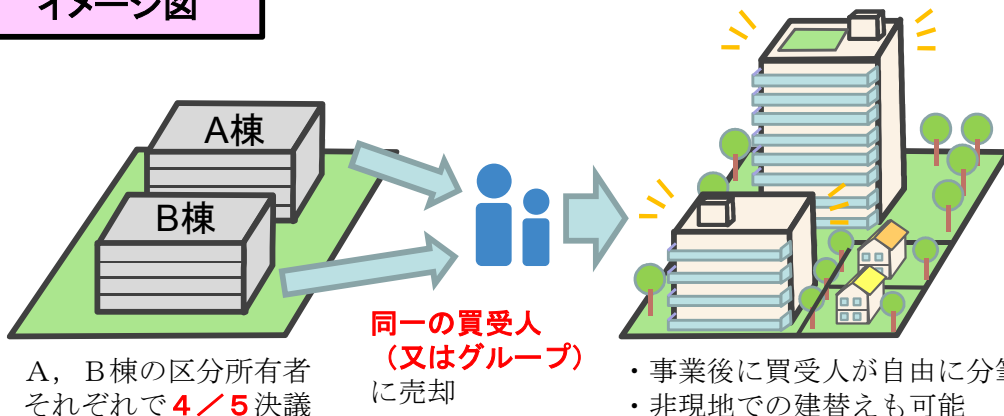 イメージ図
A棟
B棟
同一の買受人
(又はグループ)
に売却
A, B棟の区分所有者
それぞれで4/5決議
・事業後に買受人が自由に分筆
・非現地での建替えも可能